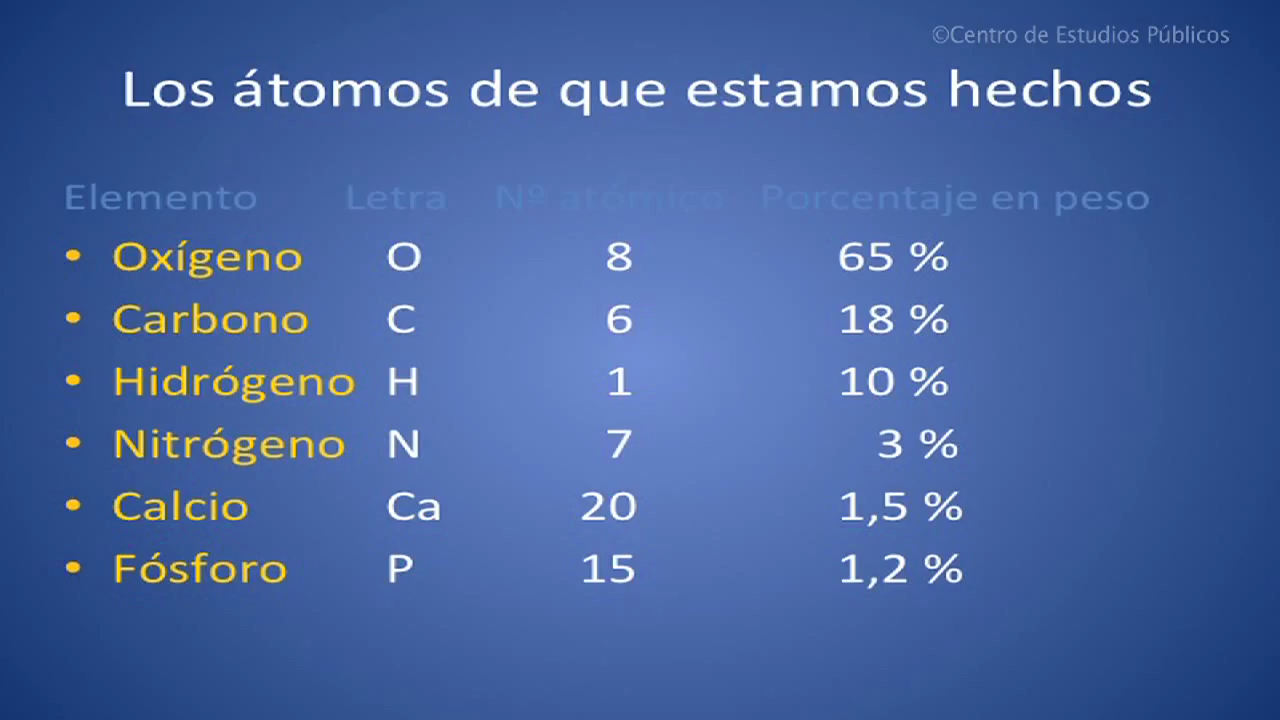 ©Centro de Estudios Públicos
Los átomos de que estamos hechos
Elemento Letra Nº atómico Porcentaje en peso
• Oxígeno O 8 65 %
• Carbono C 6 18 %
• Hidrógeno H 1 10 %
• Nitrógeno N 7 3 %
• Calcio Ca 20 1,5 %
• Fósforo P 15 1,2 %